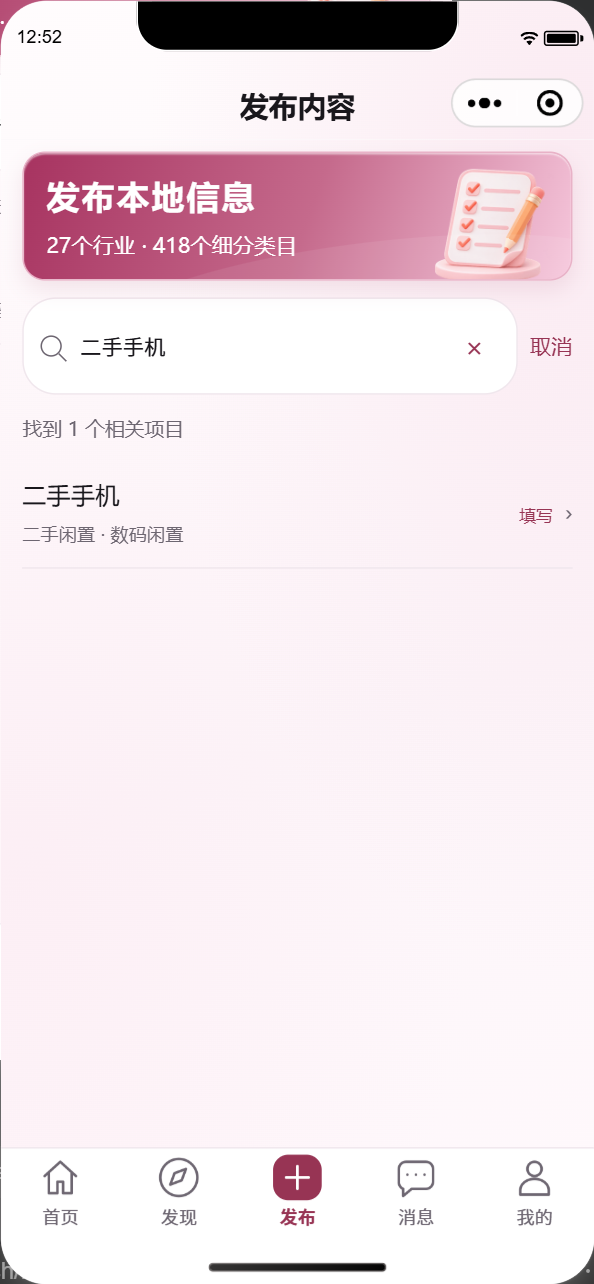 12:52
发布内容
发布本地信息
27个行业 · 418个细分类目
二手手机
取消
找到 1 个相关项目
二手手机
二手闲置 · 数码闲置
填写
首页
发现
发布
消息
我的